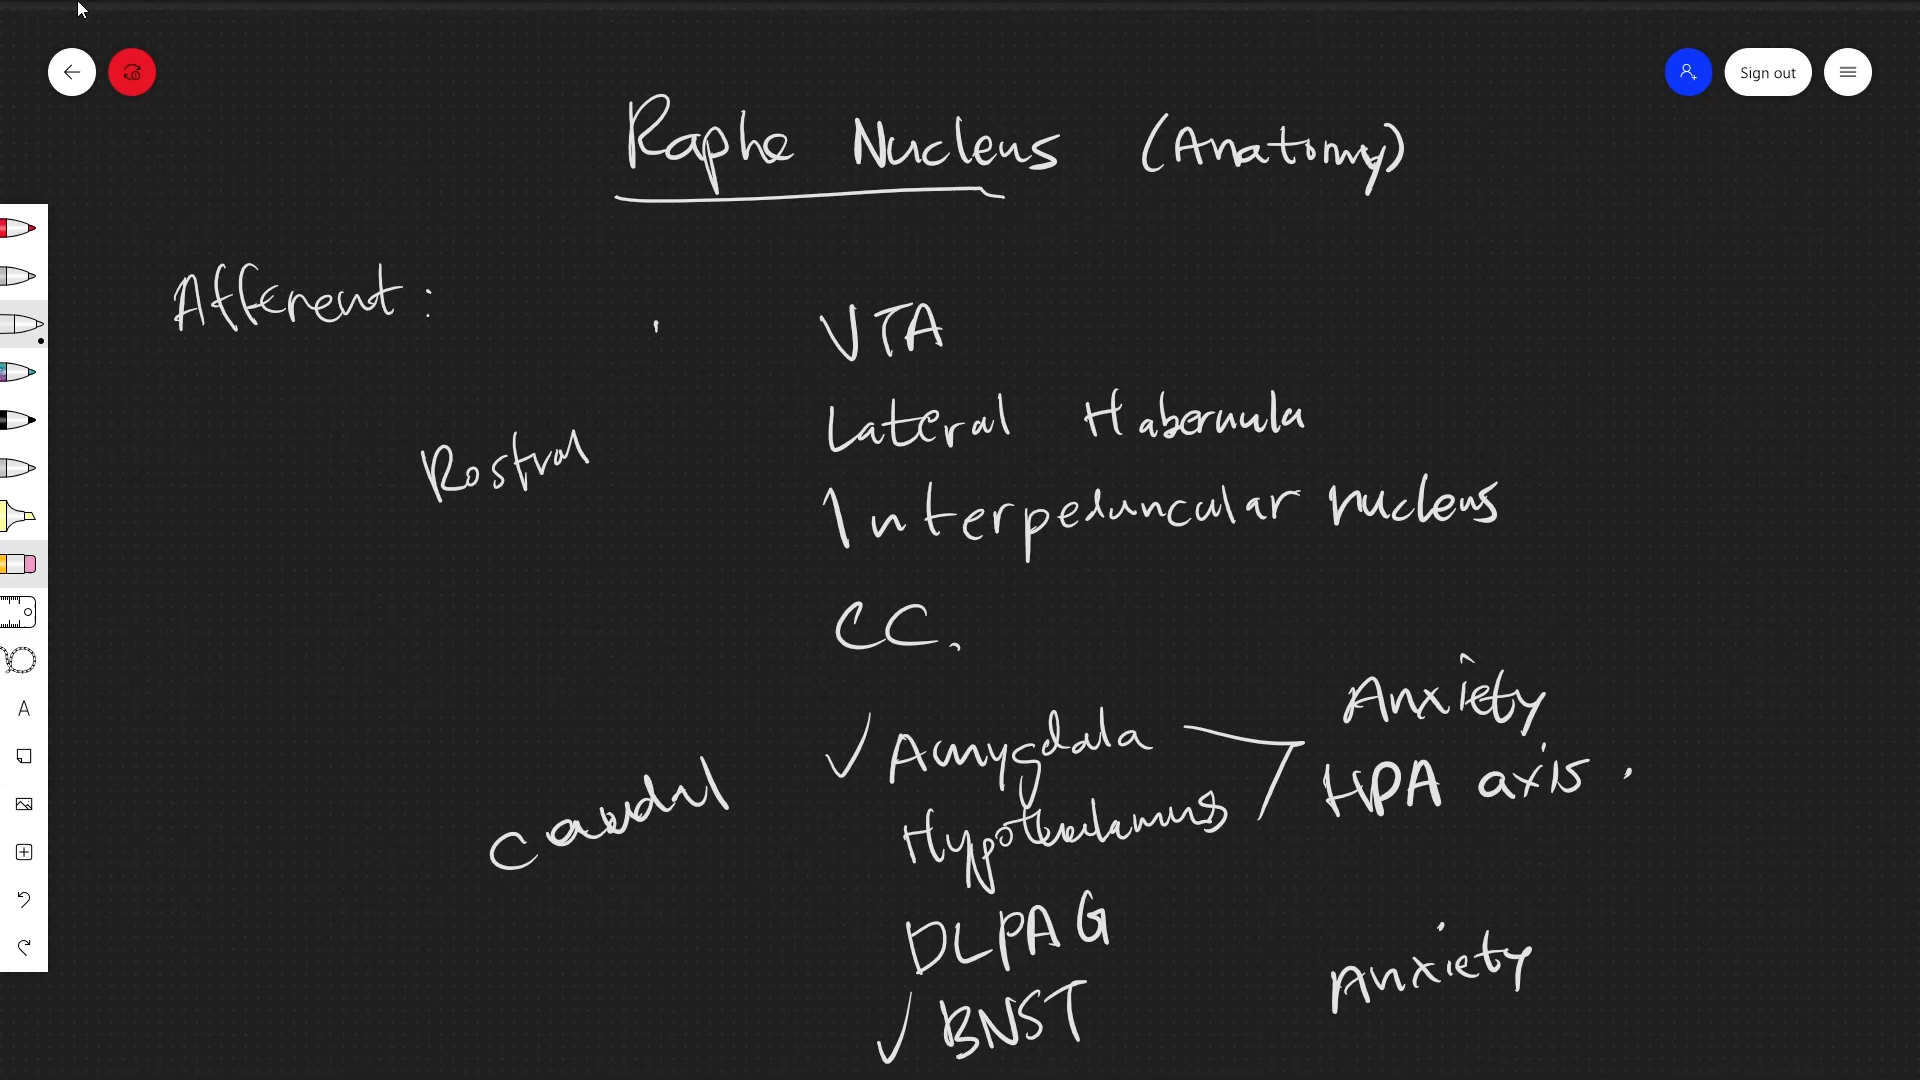 Sign out
Raphe Nucleus (Anatomy)
Afferent :
VTA
Lateral Habenula
Rostral
Interpeduncular nucleus
CC.
Anxiety
✓ Amygdala
HPA axis.
Caudal
Hypothalamus
DLPAG
Anxiety
✓ BNST
A